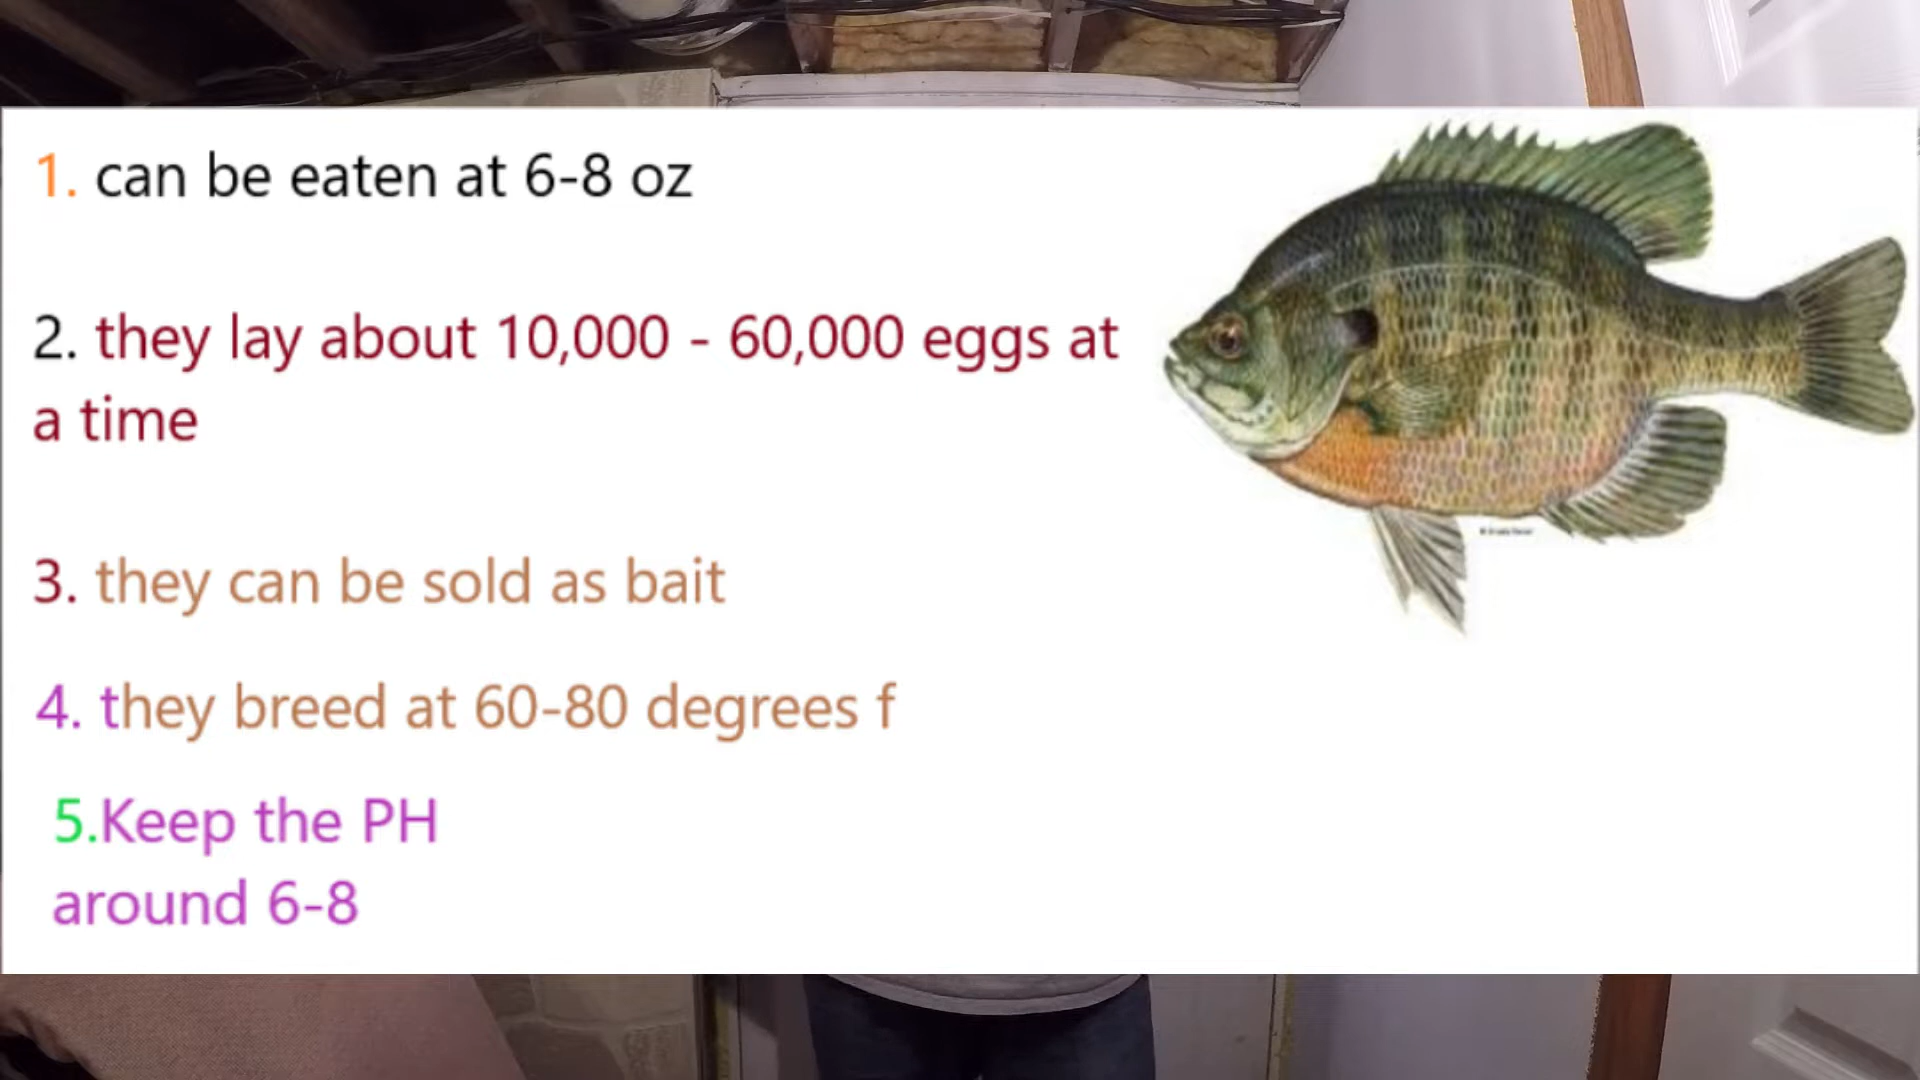 1. can be eaten at 6-8 oz
2. they lay about 10,000 - 60,000 eggs at
a time
3. they can be sold as bait
4. they breed at 60-80 degrees f
5.Keep the PH
around 6-8